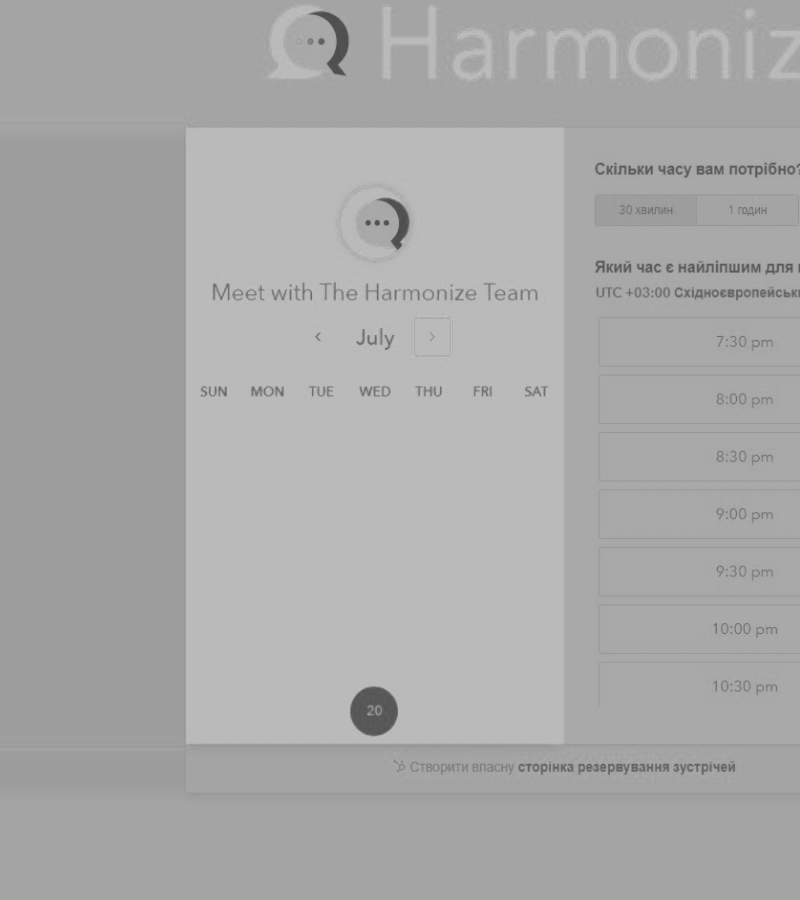 Harmoniz
Meet with The Harmonize Team
July
SUN MON TUE WED THU FRI SAT
20
Скільки часу вам потрібно?
30 хвилин 1 годин
Який час є найліпшим для
UTC +03:00 Східноєвропейськ
7:30 pm
8:00 pm
8:30 pm
9:00 pm
9:30 pm
10:00 pm
10:30 pm
Створити власну сторінка резервування зустрічей